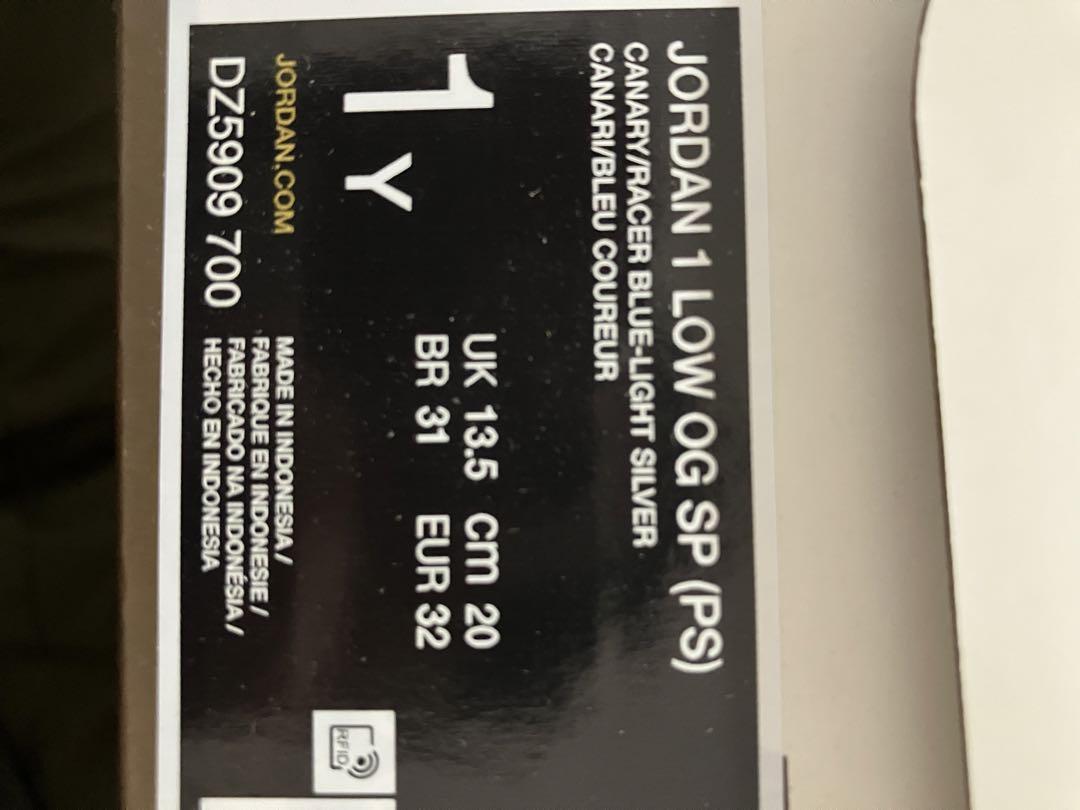 JORDAN 1 LOW OG SP (PS)
CANARY/RACER BLUE-LIGHT SILVER
CANARI/BLEU COUREUR
1 Y
UK 13.5 cm 20
BR 31 EUR 32
JORDAN.COM
DZ5909 700
MADE IN INDONESIA /
FABRIQUE EN INDONESIE /
FABRICADO NA INDONÉSIA /
HECHO EN INDONESIA
RFID